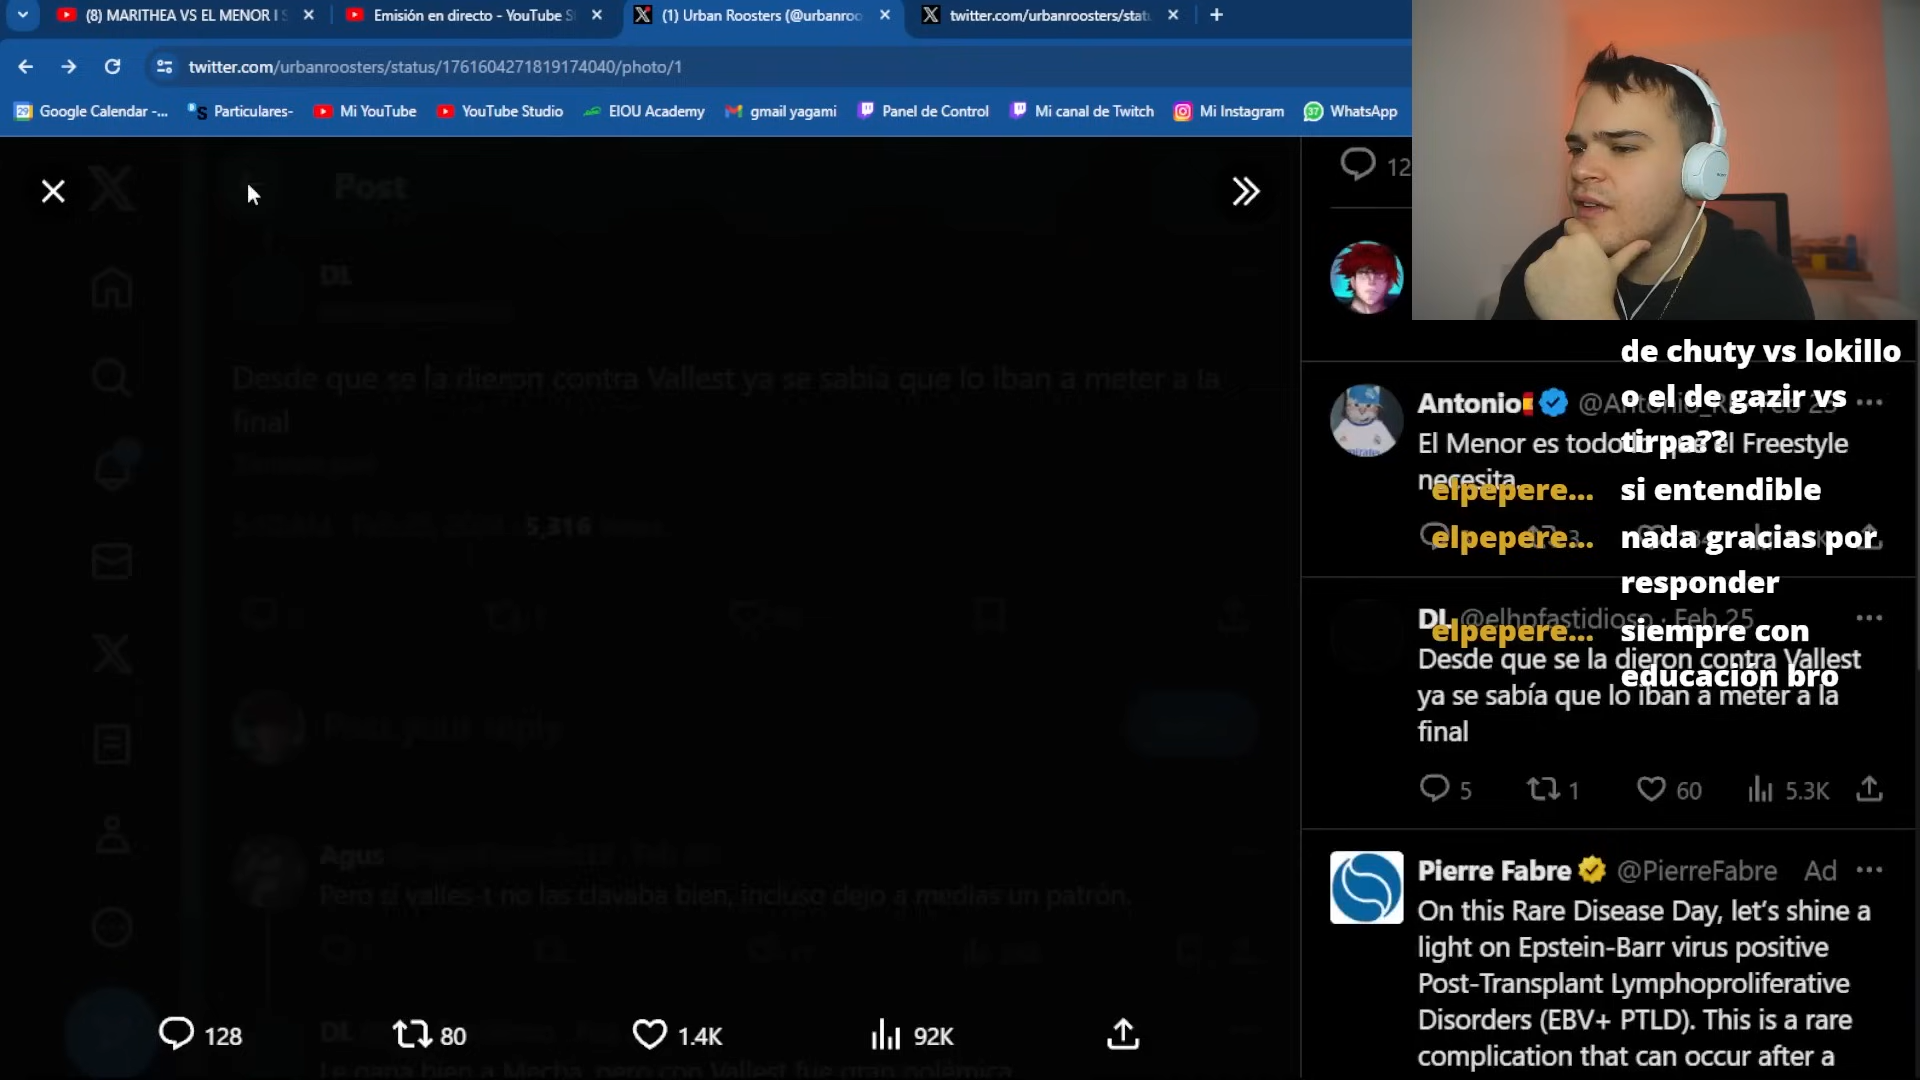 (8) MARITHEA VS EL MENOR I S
Emisión en directo - YouTube S
(1) Urban Roosters (@urbanroo
twitter.com/urbanroosters/stat
twitter.com/urbanroosters/status/1761604271819174040/photo/1
Google Calendar -...
Particulares-
Mi YouTube
YouTube Studio
EIOU Academy
gmail yagami
Panel de Control
Mi canal de Twitch
Mi Instagram
37
WhatsApp
Post
DL
Desde que se la dieron contra Vallest ya se sabía que lo iban a meter a la
final
5,316
Post your reply
Agus
Pero si valles-t no las clavaba bien, incluso dejo a medias un patrón.
DL
Le gana bien a Mecha, pero con Vallest fue gran polémica
128
80
1.4K
92K
12
de chuty vs lokillo
o el de gazir vs
tirpa??
elpepere... si entendible
elpepere... nada gracias por
responder
elpepere... siempre con
educación bro
Antonio
El Menor es todo lo que el Freestyle
necesita.
3
DL @elhpfastidioso · Feb 25
Desde que se la dieron contra Vallest
ya se sabía que lo iban a meter a la
final
5
1
60
5.3K
Pierre Fabre @PierreFabre Ad
On this Rare Disease Day, let's shine a
light on Epstein-Barr virus positive
Post-Transplant Lymphoproliferative
Disorders (EBV+ PTLD). This is a rare
complication that can occur after a